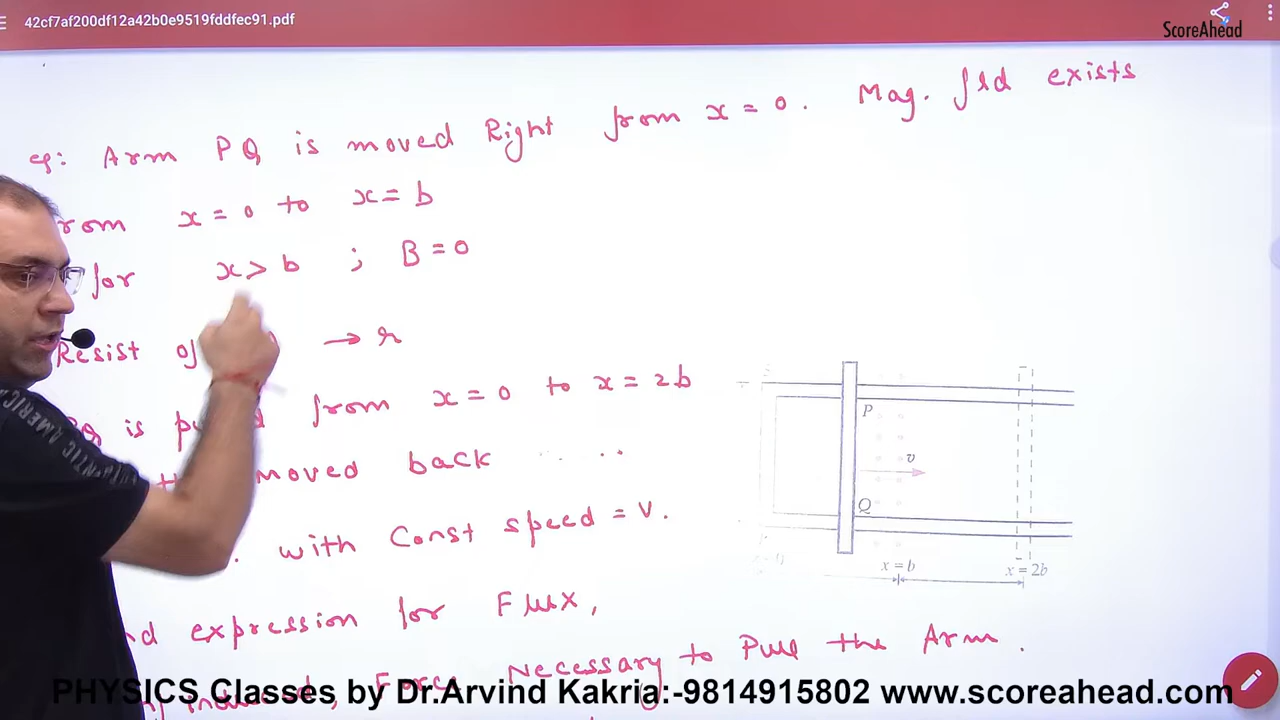 42cf7af200df12a42b0e9519fddfec91.pdf
ScoreAhead
eg: Arm PQ is moved Right from x = 0. Mag. fld exists
rom x = 0 to x = b
for x > b ; B = 0
Resist of → r
is from x = 0 to x = 2b
moved back .....
with Const speed = V.
expression for Flux,
induced, Force Necessary to Pull the Arm.
P
v
Q
x = b
x = 2b
PHYSICS Classes by Dr.Arvind Kakria:-9814915802 www.scoreahead.com